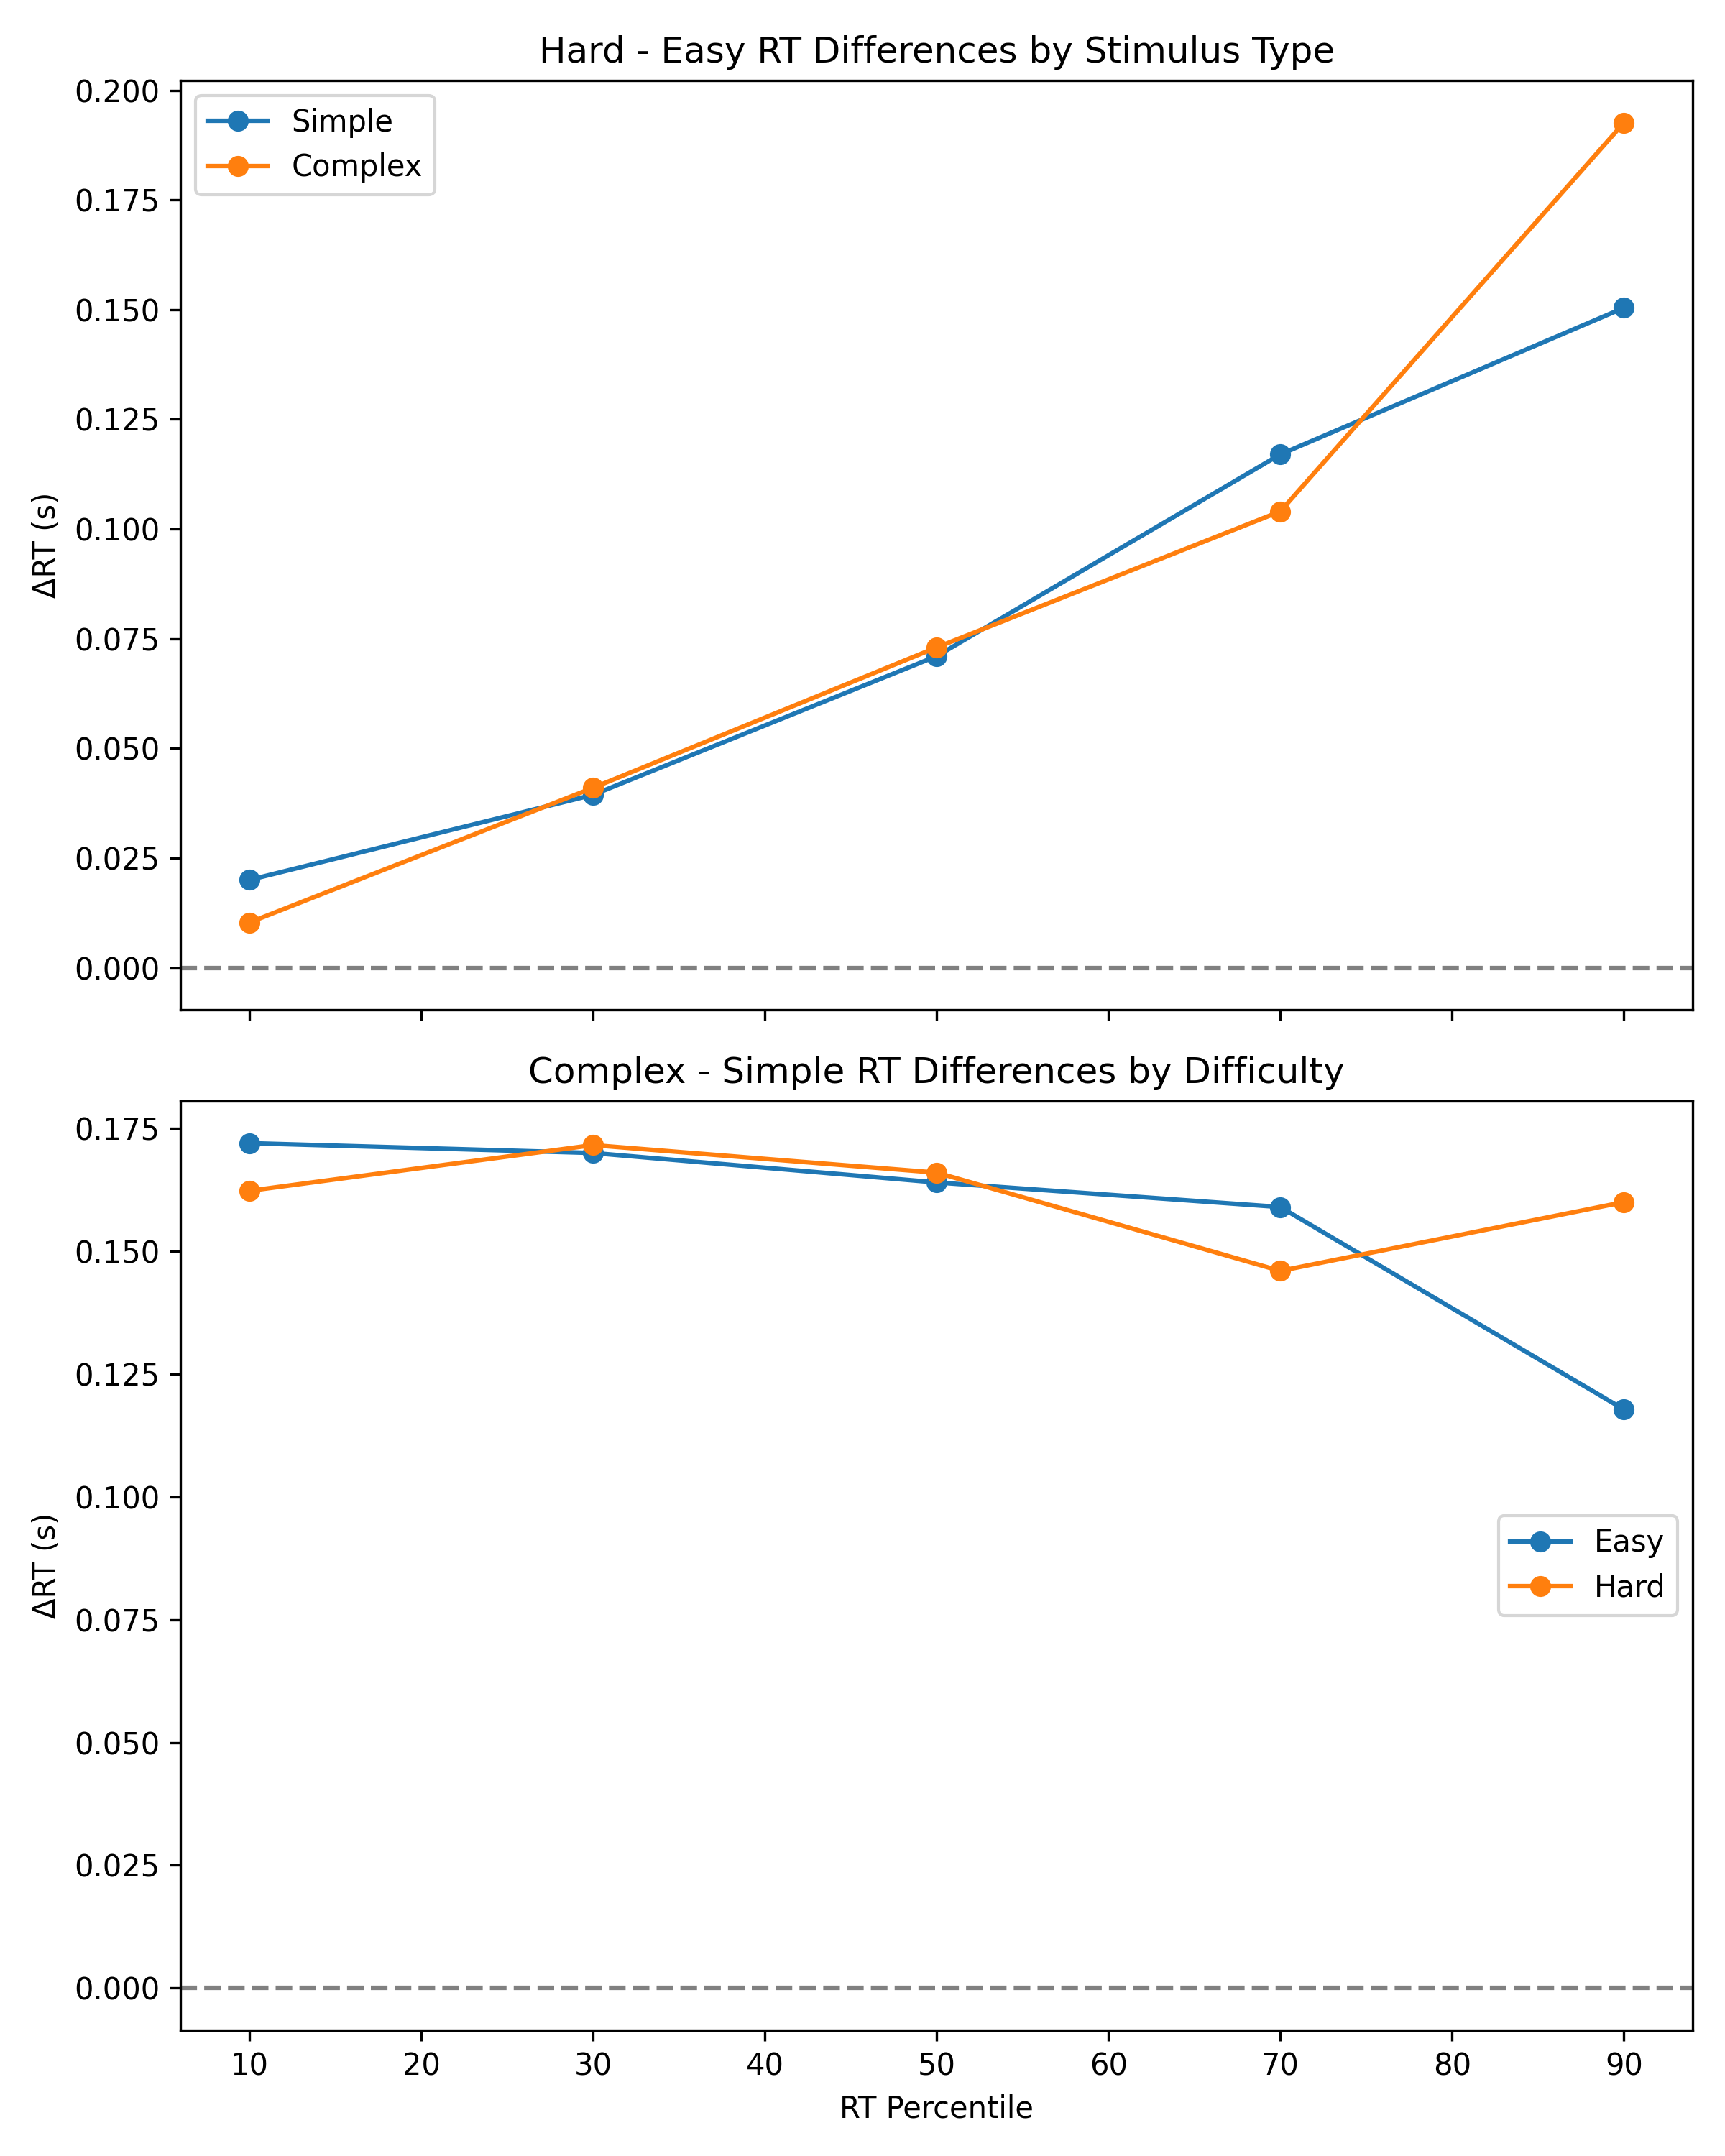 Hard - Easy RT Differences by Stimulus Type
Simple
Complex
0.200
0.175
0.150
0.125
0.100
0.075
0.050
0.025
0.000
ΔRT (s)
Complex - Simple RT Differences by Difficulty
0.175
0.150
0.125
0.100
0.075
0.050
0.025
0.000
ΔRT (s)
Easy
Hard
10 20 30 40 50 60 70 80 90
RT Percentile